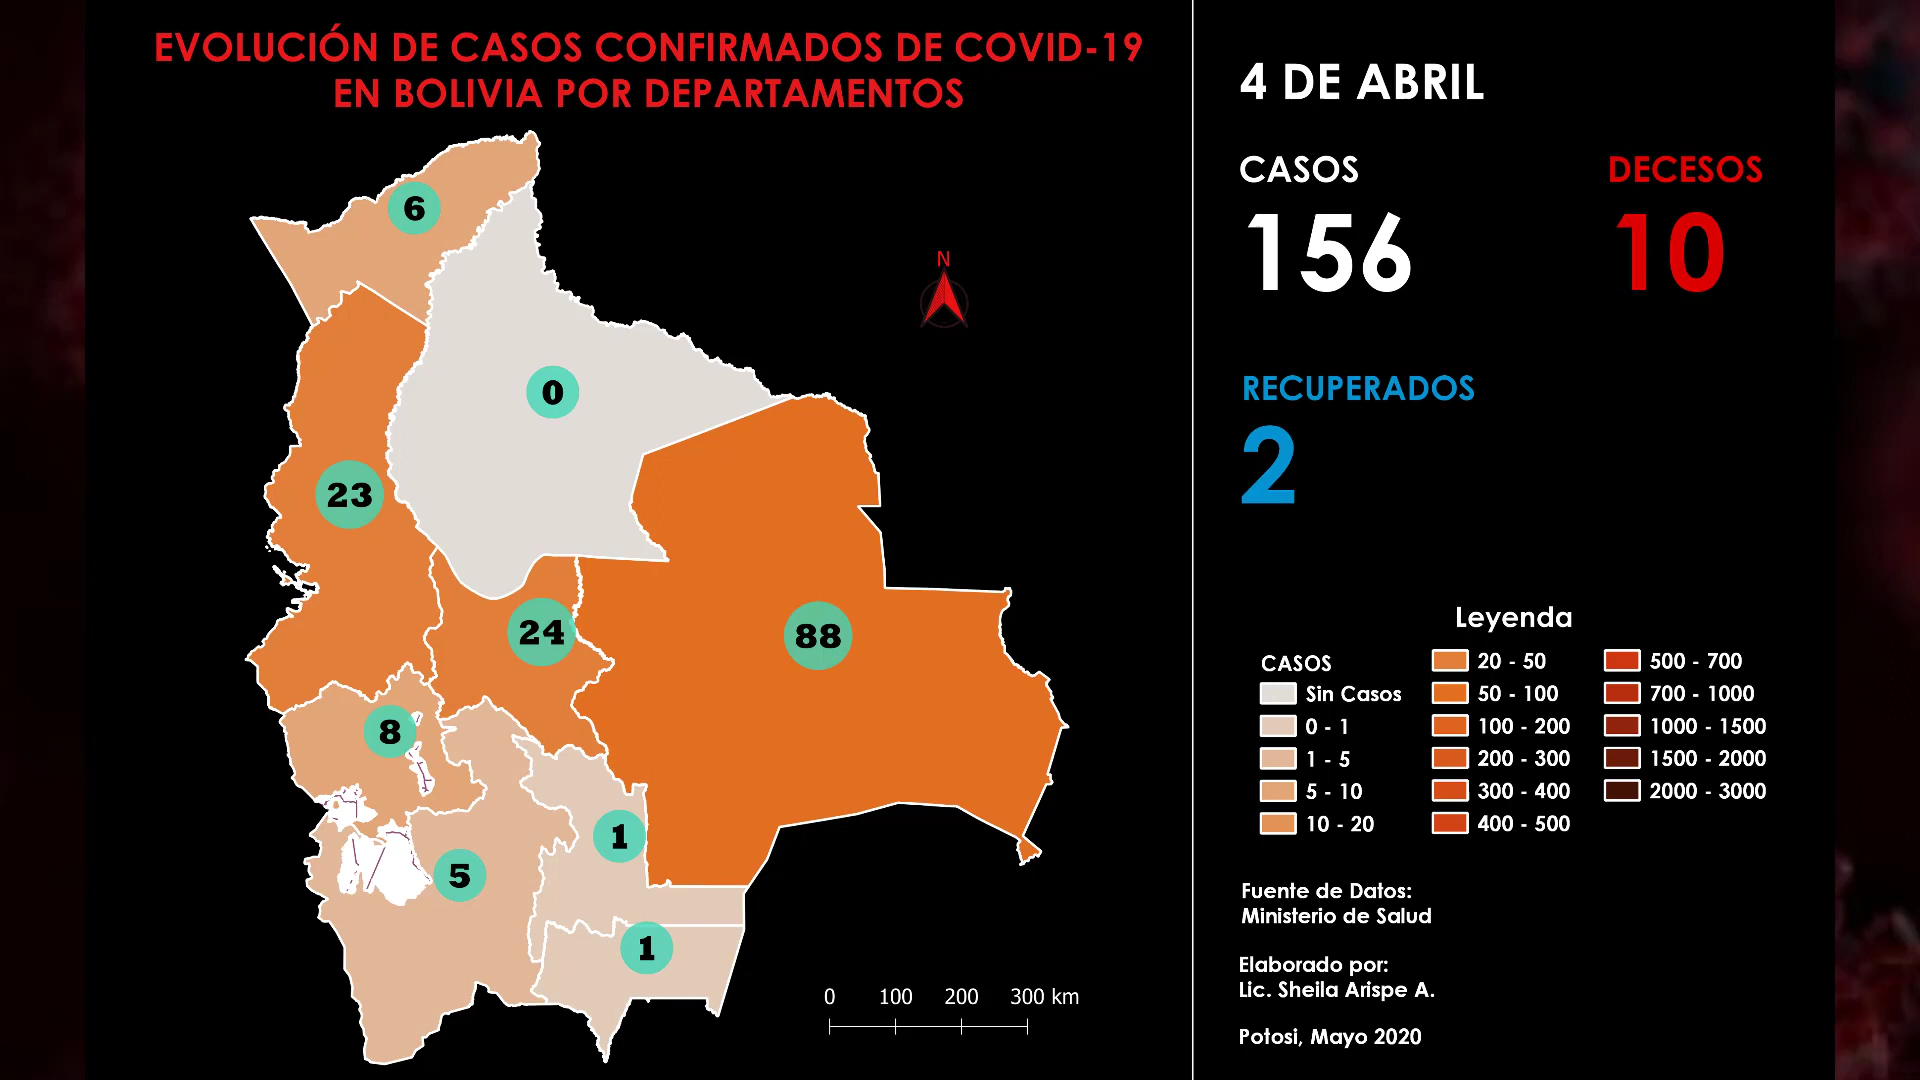 EVOLUCIÓN DE CASOS CONFIRMADOS DE COVID-19
EN BOLIVIA POR DEPARTAMENTOS
6
N
0
23
24
88
8
1
5
1
0 100 200 300 km
4 DE ABRIL
CASOS
156
DECESOS
10
RECUPERADOS
2
Leyenda
CASOS
Sin Casos
0 - 1
1 - 5
5 - 10
10 - 20
20 - 50
50 - 100
100 - 200
200 - 300
300 - 400
400 - 500
500 - 700
700 - 1000
1000 - 1500
1500 - 2000
2000 - 3000
Fuente de Datos:
Ministerio de Salud
Elaborado por:
Lic. Sheila Arispe A.
Potosi, Mayo 2020